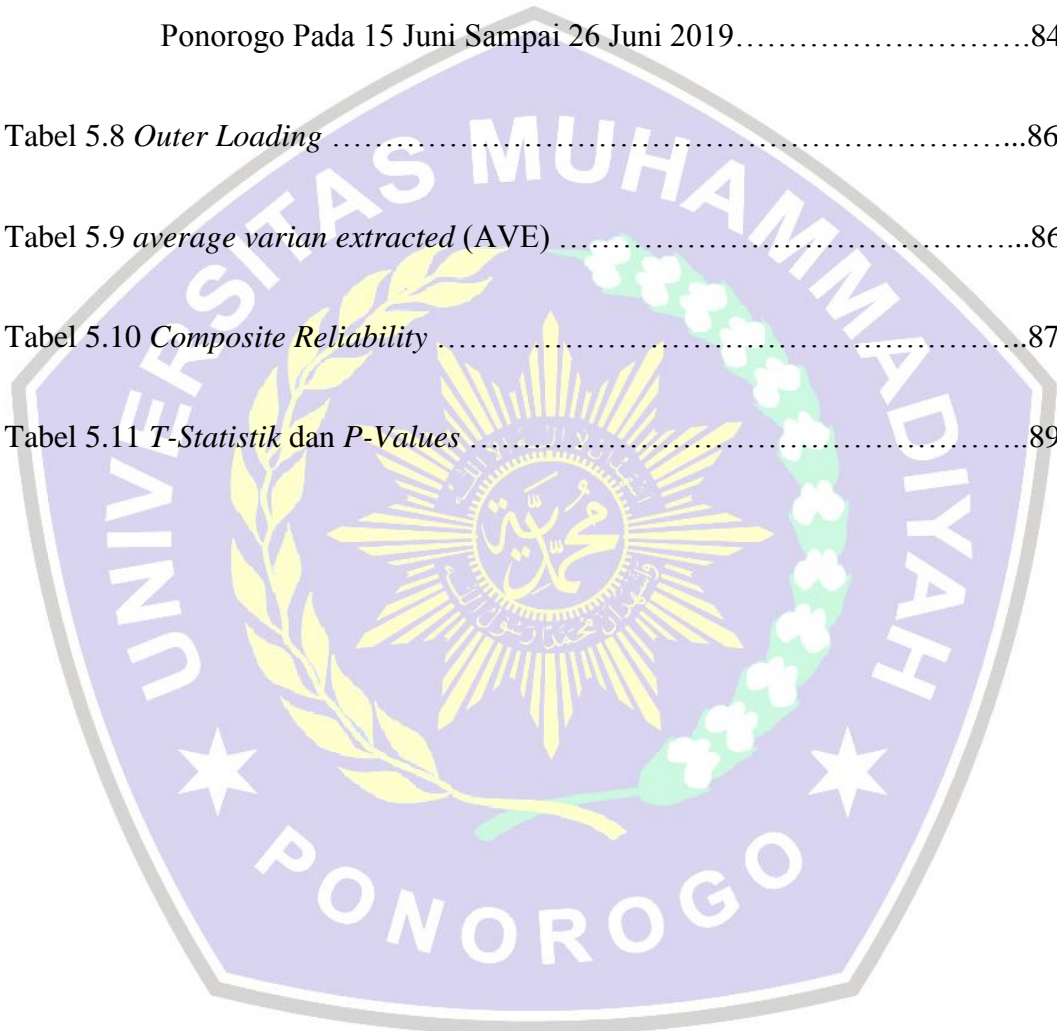 Ponorogo Pada 15 Juni Sampai 26 Juni 2019……………………….84
Tabel 5.8 Outer Loading ………………………………………………………...86
Tabel 5.9 average varian extracted (AVE) ……………………………………...86
Tabel 5.10 Composite Reliability ………………………………………………..87
Tabel 5.11 T-Statistik dan P-Values ……………………………………………..89
UNIVERSITAS MUHAMMADIYAH
PONOROGO
محمدية